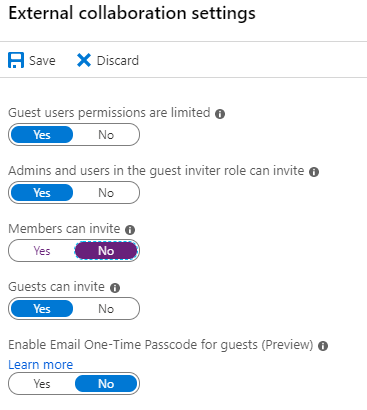 External collaboration settings
Save Discard
Guest users permissions are limited
Yes No
Admins and users in the guest inviter role can invite
Yes No
Members can invite
Yes No
Guests can invite
Yes No
Enable Email One-Time Passcode for guests (Preview)
Learn more
Yes No